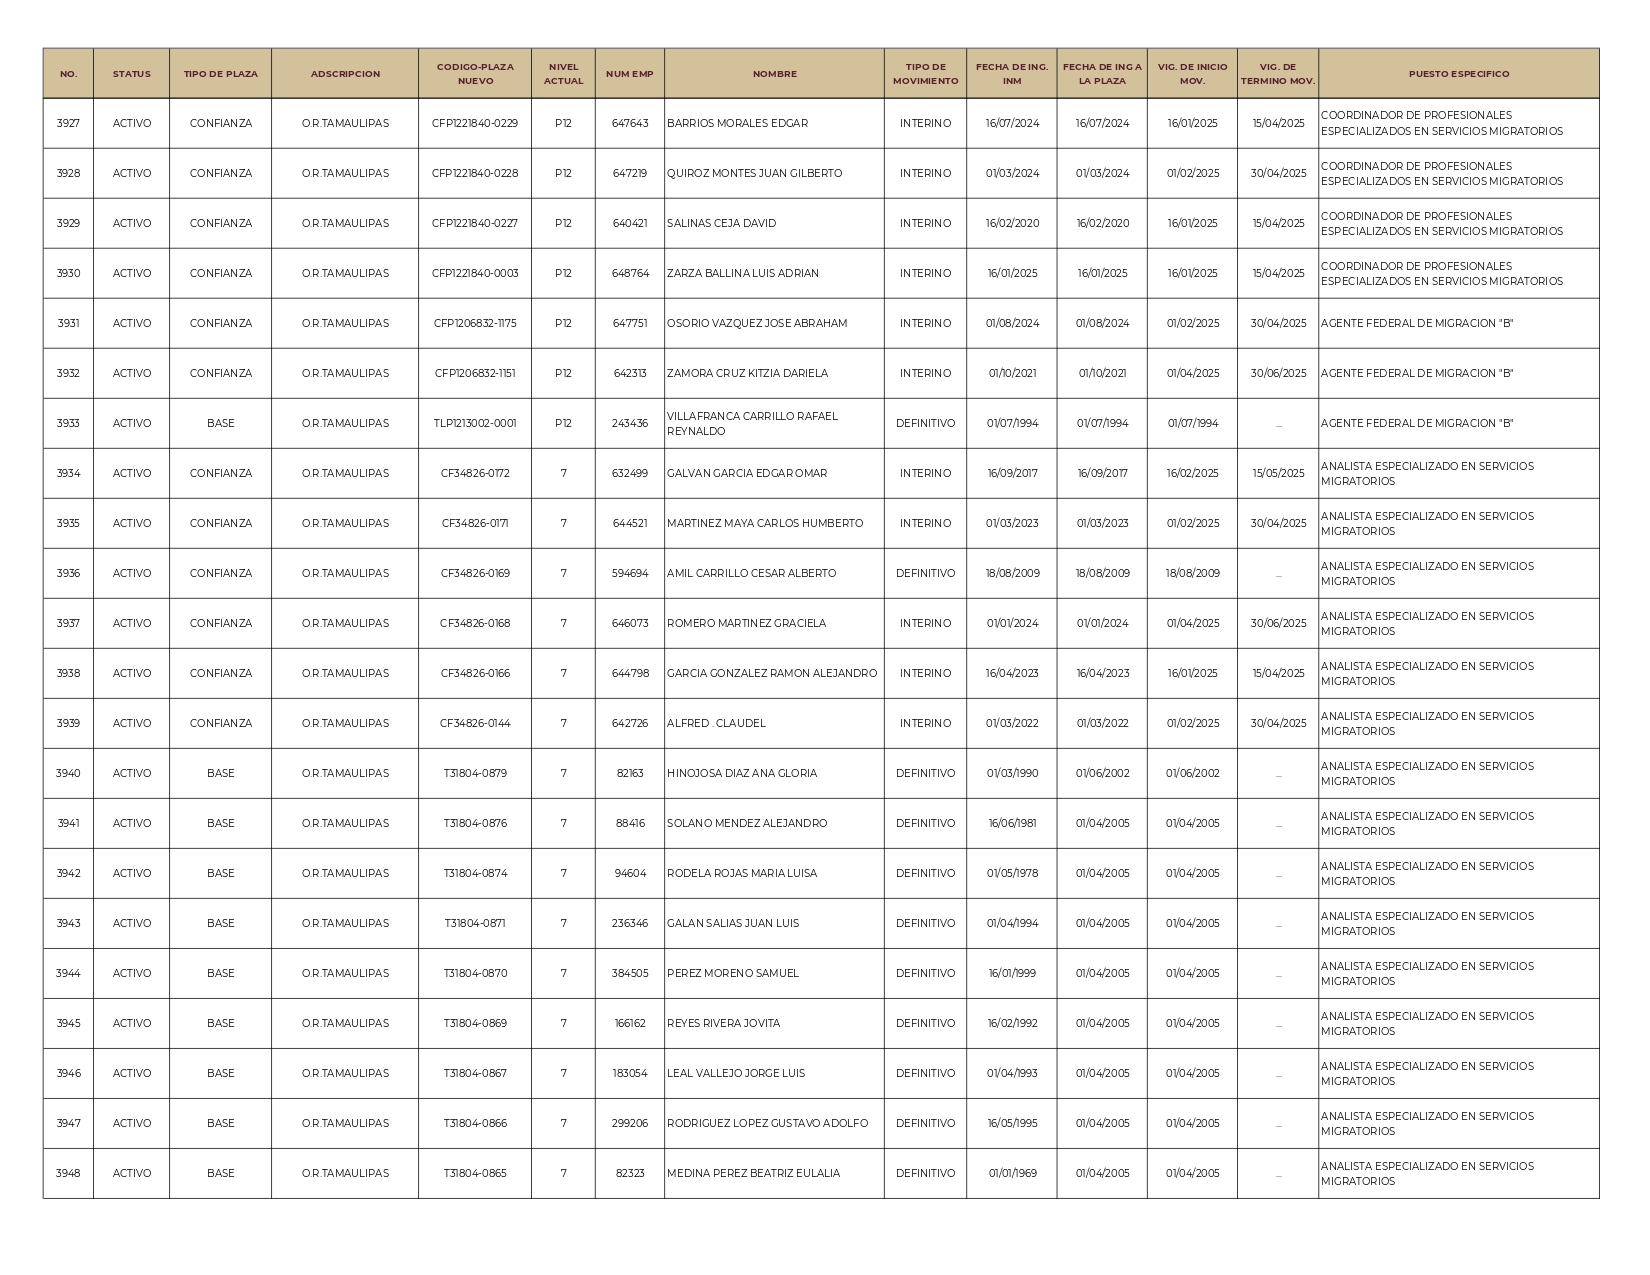 NO. STATUS TIPO DE PLAZA ADSCRIPCION CODIGO-PLAZA NUEVO NIVEL ACTUAL NUM EMP NOMBRE TIPO DE MOVIMIENTO FECHA DE ING. INM FECHA DE ING A LA PLAZA VIG. DE INICIO MOV. VIG. DE TERMINO MOV. PUESTO ESPECIFICO
3927 ACTIVO CONFIANZA O.R.TAMAULIPAS CFP1221840-0229 P12 647643 BARRIOS MORALES EDGAR INTERINO 16/07/2024 16/07/2024 16/01/2025 15/04/2025 COORDINADOR DE PROFESIONALES ESPECIALIZADOS EN SERVICIOS MIGRATORIOS
3928 ACTIVO CONFIANZA O.R.TAMAULIPAS CFP1221840-0228 P12 647219 QUIROZ MONTES JUAN GILBERTO INTERINO 01/03/2024 01/03/2024 01/02/2025 30/04/2025 COORDINADOR DE PROFESIONALES ESPECIALIZADOS EN SERVICIOS MIGRATORIOS
3929 ACTIVO CONFIANZA O.R.TAMAULIPAS CFP1221840-0227 P12 640421 SALINAS CEJA DAVID INTERINO 16/02/2020 16/02/2020 16/01/2025 15/04/2025 COORDINADOR DE PROFESIONALES ESPECIALIZADOS EN SERVICIOS MIGRATORIOS
3930 ACTIVO CONFIANZA O.R.TAMAULIPAS CFP1221840-0003 P12 648764 ZARZA BALLINA LUIS ADRIAN INTERINO 16/01/2025 16/01/2025 16/01/2025 15/04/2025 COORDINADOR DE PROFESIONALES ESPECIALIZADOS EN SERVICIOS MIGRATORIOS
3931 ACTIVO CONFIANZA O.R.TAMAULIPAS CFP1206832-1175 P12 647751 OSORIO VAZQUEZ JOSE ABRAHAM INTERINO 01/08/2024 01/08/2024 01/02/2025 30/04/2025 AGENTE FEDERAL DE MIGRACION "B"
3932 ACTIVO CONFIANZA O.R.TAMAULIPAS CFP1206832-1151 P12 642313 ZAMORA CRUZ KITZIA DARIELA INTERINO 01/10/2021 01/10/2021 01/04/2025 30/06/2025 AGENTE FEDERAL DE MIGRACION "B"
3933 ACTIVO BASE O.R.TAMAULIPAS TLP1213002-0001 P12 243436 VILLAFRANCA CARRILLO RAFAEL REYNALDO DEFINITIVO 01/07/1994 01/07/1994 01/07/1994 ... AGENTE FEDERAL DE MIGRACION "B"
3934 ACTIVO CONFIANZA O.R.TAMAULIPAS CF34826-0172 7 632499 GALVAN GARCIA EDGAR OMAR INTERINO 16/09/2017 16/09/2017 16/02/2025 15/05/2025 ANALISTA ESPECIALIZADO EN SERVICIOS MIGRATORIOS
3935 ACTIVO CONFIANZA O.R.TAMAULIPAS CF34826-0171 7 644521 MARTINEZ MAYA CARLOS HUMBERTO INTERINO 01/03/2023 01/03/2023 01/02/2025 30/04/2025 ANALISTA ESPECIALIZADO EN SERVICIOS MIGRATORIOS
3936 ACTIVO CONFIANZA O.R.TAMAULIPAS CF34826-0169 7 594694 AMIL CARRILLO CESAR ALBERTO DEFINITIVO 18/08/2009 18/08/2009 18/08/2009 ... ANALISTA ESPECIALIZADO EN SERVICIOS MIGRATORIOS
3937 ACTIVO CONFIANZA O.R.TAMAULIPAS CF34826-0168 7 646073 ROMERO MARTINEZ GRACIELA INTERINO 01/01/2024 01/01/2024 01/04/2025 30/06/2025 ANALISTA ESPECIALIZADO EN SERVICIOS MIGRATORIOS
3938 ACTIVO CONFIANZA O.R.TAMAULIPAS CF34826-0166 7 644798 GARCIA GONZALEZ RAMON ALEJANDRO INTERINO 16/04/2023 16/04/2023 16/01/2025 15/04/2025 ANALISTA ESPECIALIZADO EN SERVICIOS MIGRATORIOS
3939 ACTIVO CONFIANZA O.R.TAMAULIPAS CF34826-0144 7 642726 ALFRED . CLAUDEL INTERINO 01/03/2022 01/03/2022 01/02/2025 30/04/2025 ANALISTA ESPECIALIZADO EN SERVICIOS MIGRATORIOS
3940 ACTIVO BASE O.R.TAMAULIPAS T31804-0879 7 82163 HINOJOSA DIAZ ANA GLORIA DEFINITIVO 01/03/1990 01/06/2002 01/06/2002 ... ANALISTA ESPECIALIZADO EN SERVICIOS MIGRATORIOS
3941 ACTIVO BASE O.R.TAMAULIPAS T31804-0876 7 88416 SOLANO MENDEZ ALEJANDRO DEFINITIVO 16/06/1981 01/04/2005 01/04/2005 ... ANALISTA ESPECIALIZADO EN SERVICIOS MIGRATORIOS
3942 ACTIVO BASE O.R.TAMAULIPAS T31804-0874 7 94604 RODELA ROJAS MARIA LUISA DEFINITIVO 01/05/1978 01/04/2005 01/04/2005 ... ANALISTA ESPECIALIZADO EN SERVICIOS MIGRATORIOS
3943 ACTIVO BASE O.R.TAMAULIPAS T31804-0871 7 236346 GALAN SALIAS JUAN LUIS DEFINITIVO 01/04/1994 01/04/2005 01/04/2005 ... ANALISTA ESPECIALIZADO EN SERVICIOS MIGRATORIOS
3944 ACTIVO BASE O.R.TAMAULIPAS T31804-0870 7 384505 PEREZ MORENO SAMUEL DEFINITIVO 16/01/1999 01/04/2005 01/04/2005 ... ANALISTA ESPECIALIZADO EN SERVICIOS MIGRATORIOS
3945 ACTIVO BASE O.R.TAMAULIPAS T31804-0869 7 166162 REYES RIVERA JOVITA DEFINITIVO 16/02/1992 01/04/2005 01/04/2005 ... ANALISTA ESPECIALIZADO EN SERVICIOS MIGRATORIOS
3946 ACTIVO BASE O.R.TAMAULIPAS T31804-0867 7 183054 LEAL VALLEJO JORGE LUIS DEFINITIVO 01/04/1993 01/04/2005 01/04/2005 ... ANALISTA ESPECIALIZADO EN SERVICIOS MIGRATORIOS
3947 ACTIVO BASE O.R.TAMAULIPAS T31804-0866 7 299206 RODRIGUEZ LOPEZ GUSTAVO ADOLFO DEFINITIVO 16/05/1995 01/04/2005 01/04/2005 ... ANALISTA ESPECIALIZADO EN SERVICIOS MIGRATORIOS
3948 ACTIVO BASE O.R.TAMAULIPAS T31804-0865 7 82323 MEDINA PEREZ BEATRIZ EULALIA DEFINITIVO 01/01/1969 01/04/2005 01/04/2005 ... ANALISTA ESPECIALIZADO EN SERVICIOS MIGRATORIOS